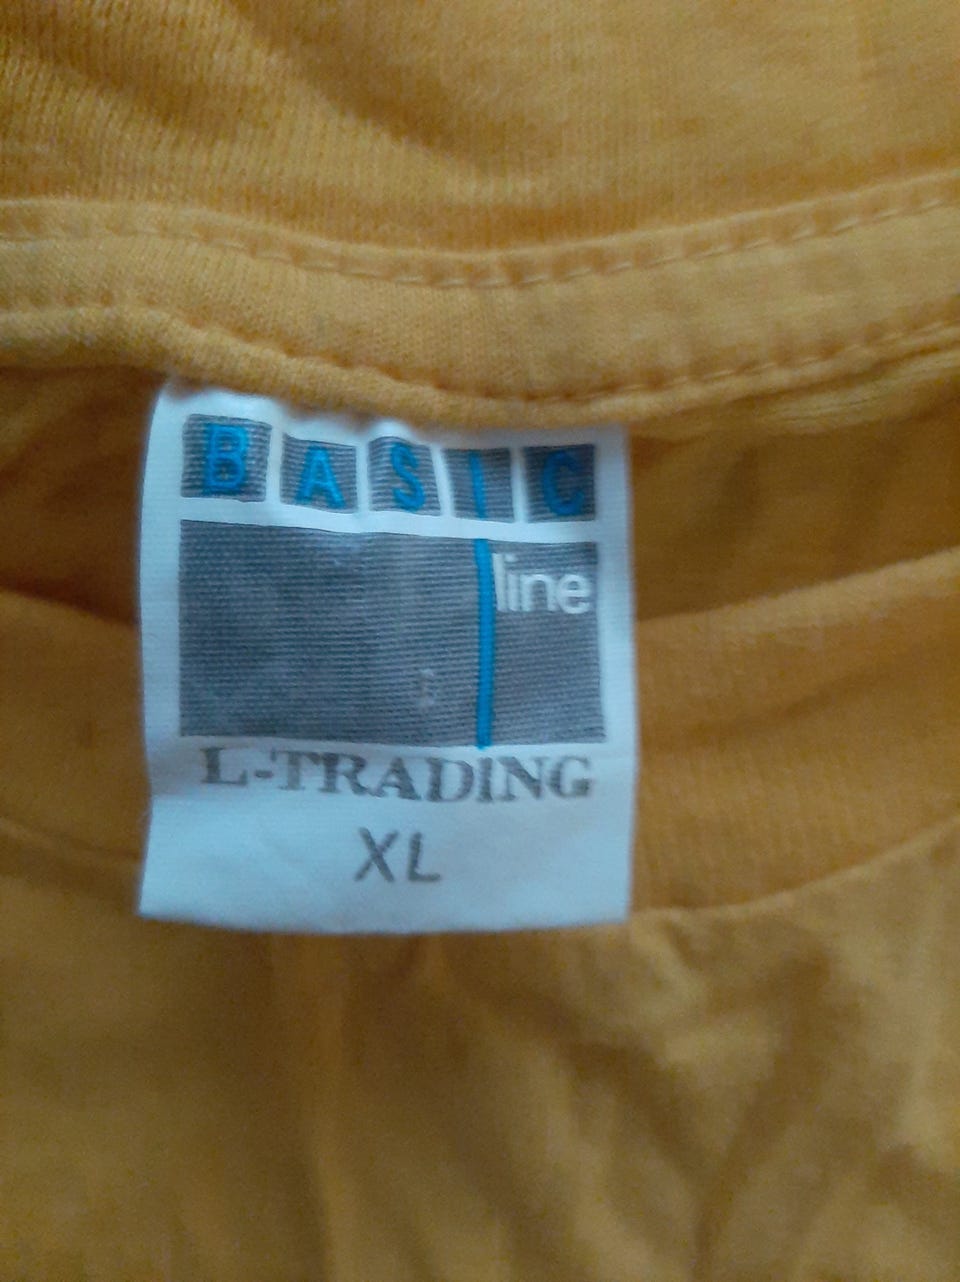 BASIC
line
L-TRADING
XL